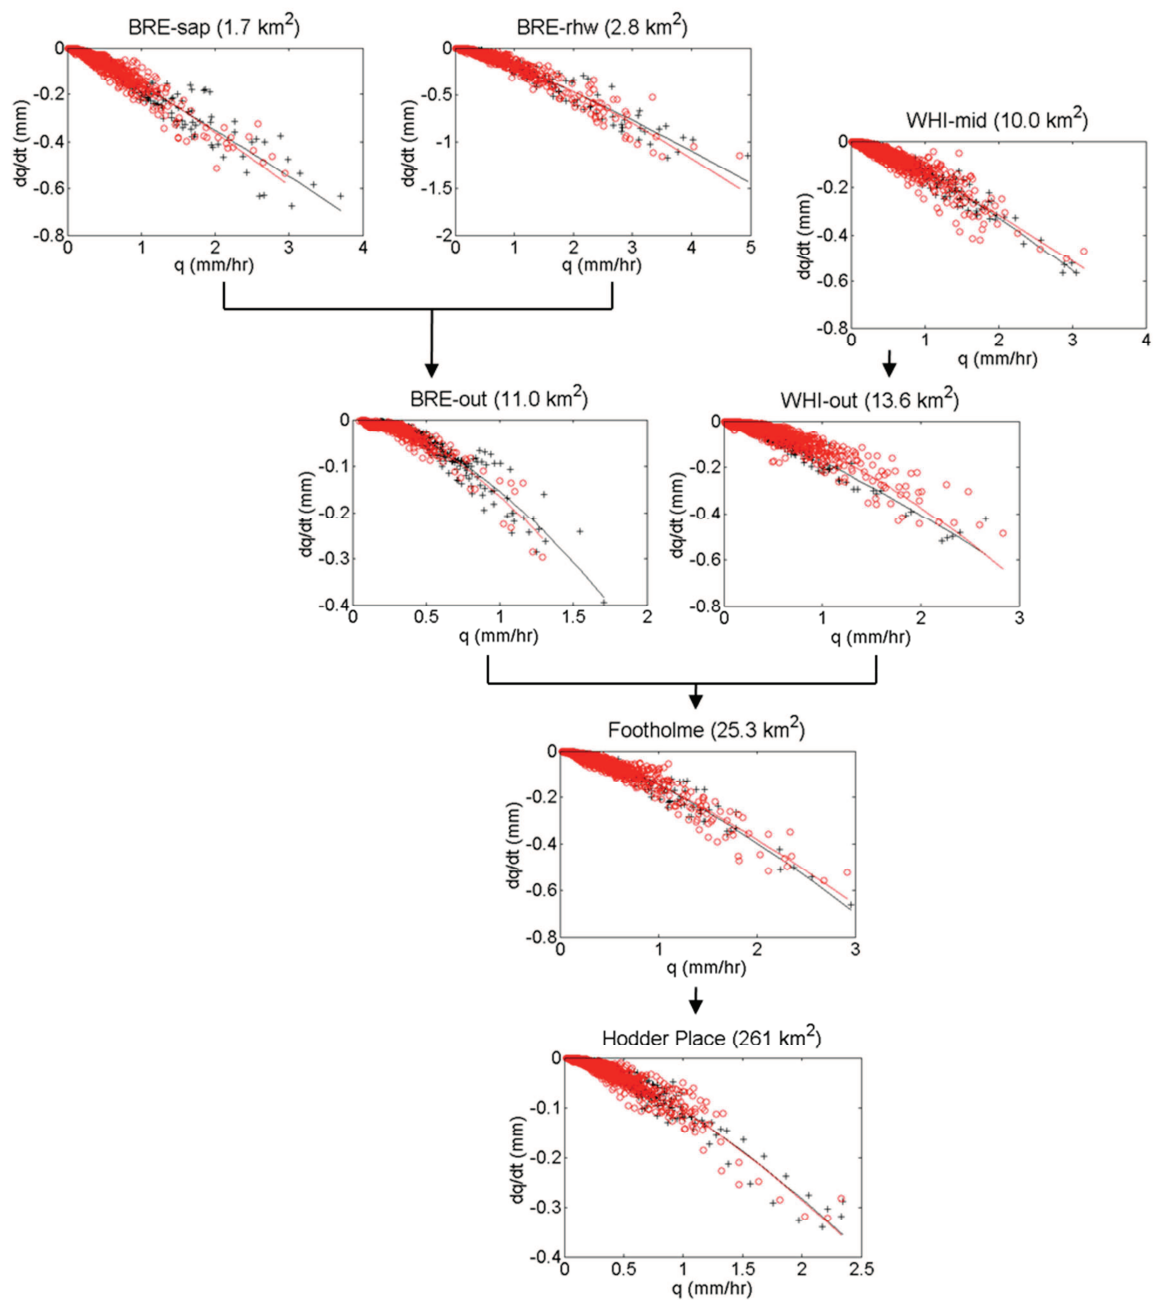 BRE-sap (1.7 km²)
0
-0.2
-0.4
-0.6
-0.8
dq/dt (mm)
0 1 2 3 4
q (mm/hr)
BRE-rhw (2.8 km²)
0
-0.5
-1
-1.5
-2
dq/dt (mm)
0 1 2 3 4 5
q (mm/hr)
WHI-mid (10.0 km²)
0
-0.2
-0.4
-0.6
-0.8
dq/dt (mm)
0 1 2 3 4
q (mm/hr)
BRE-out (11.0 km²)
0
-0.1
-0.2
-0.3
-0.4
dq/dt (mm)
0 0.5 1 1.5 2
q (mm/hr)
WHI-out (13.6 km²)
0
-0.2
-0.4
-0.6
-0.8
dq/dt (mm)
0 1 2 3
q (mm/hr)
Footholme (25.3 km²)
0
-0.2
-0.4
-0.6
-0.8
dq/dt (mm)
0 1 2 3
q (mm/hr)
Hodder Place (261 km²)
0
-0.1
-0.2
-0.3
-0.4
dq/dt (mm)
0 0.5 1 1.5 2 2.5
q (mm/hr)